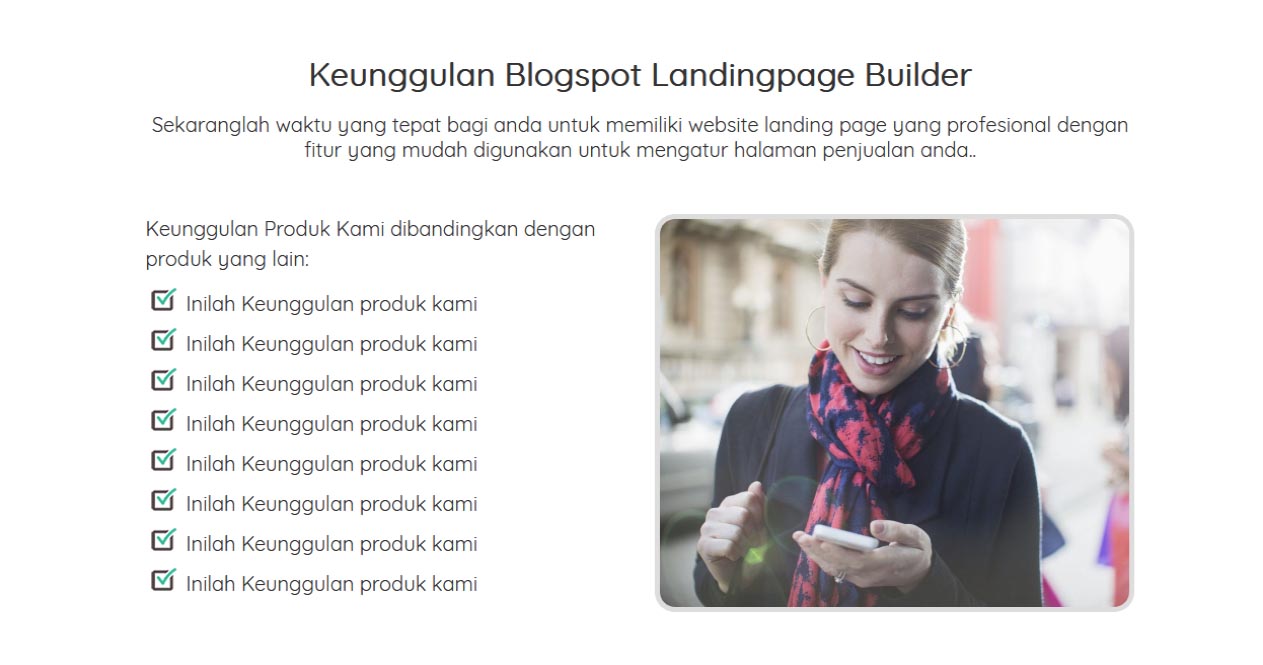 Keunggulan Blogspot Landingpage Builder
Sekaranglah waktu yang tepat bagi anda untuk memiliki website landing page yang profesional dengan
fitur yang mudah digunakan untuk mengatur halaman penjualan anda..
Keunggulan Produk Kami dibandingkan dengan
produk yang lain:
Inilah Keunggulan produk kami
Inilah Keunggulan produk kami
Inilah Keunggulan produk kami
Inilah Keunggulan produk kami
Inilah Keunggulan produk kami
Inilah Keunggulan produk kami
Inilah Keunggulan produk kami
Inilah Keunggulan produk kami